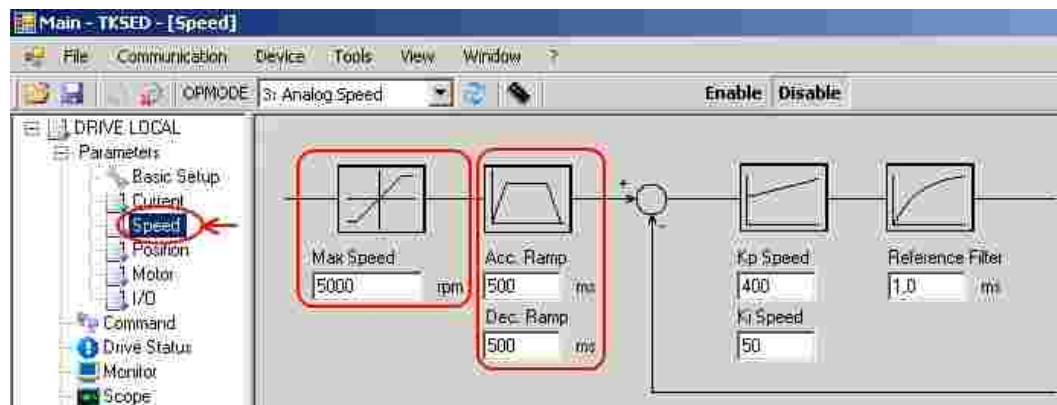 Main - TKSED - [Speed]
File Communication Device Tools View Window ?
OPMODE 3: Analog Speed Enable Disable
DRIVE LOCAL
Parameters
Basic Setup
Current
Speed
Position
Motor
I/O
Command
Drive Status
Monitor
Scope
Max Speed
5000 rpm
Acc. Ramp
500 ms
Dec. Ramp
500 ms
+
-
Kp Speed
400
Ki Speed
50
Reference Filter
1.0 ms